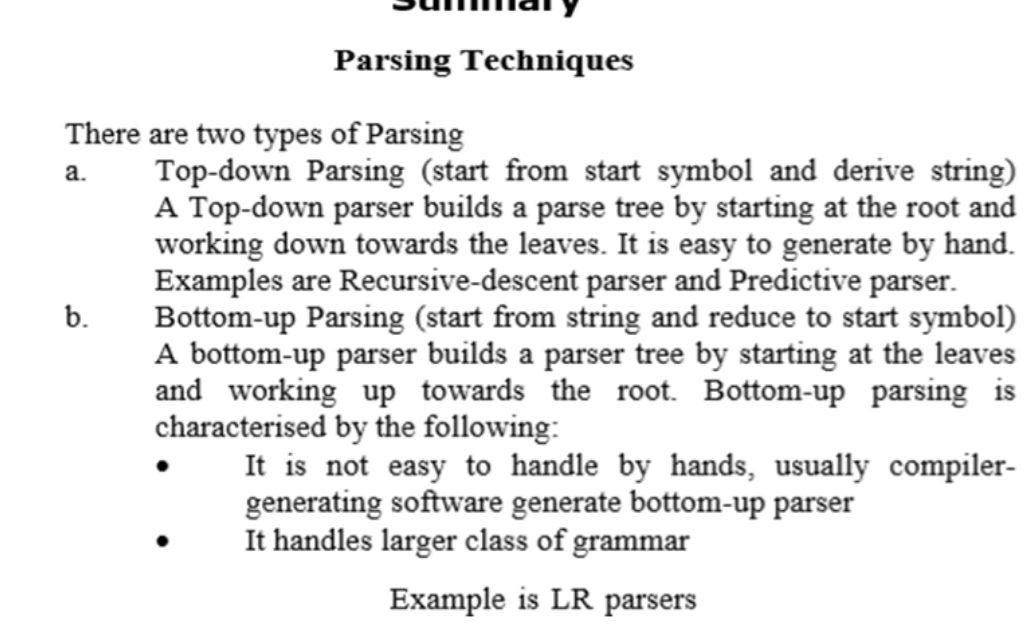 Summary
Parsing Techniques
There are two types of Parsing
a. Top-down Parsing (start from start symbol and derive string)
A Top-down parser builds a parse tree by starting at the root and
working down towards the leaves. It is easy to generate by hand.
Examples are Recursive-descent parser and Predictive parser.
b. Bottom-up Parsing (start from string and reduce to start symbol)
A bottom-up parser builds a parser tree by starting at the leaves
and working up towards the root. Bottom-up parsing is
characterised by the following:
• It is not easy to handle by hands, usually compiler-
generating software generate bottom-up parser
• It handles larger class of grammar
Example is LR parsers